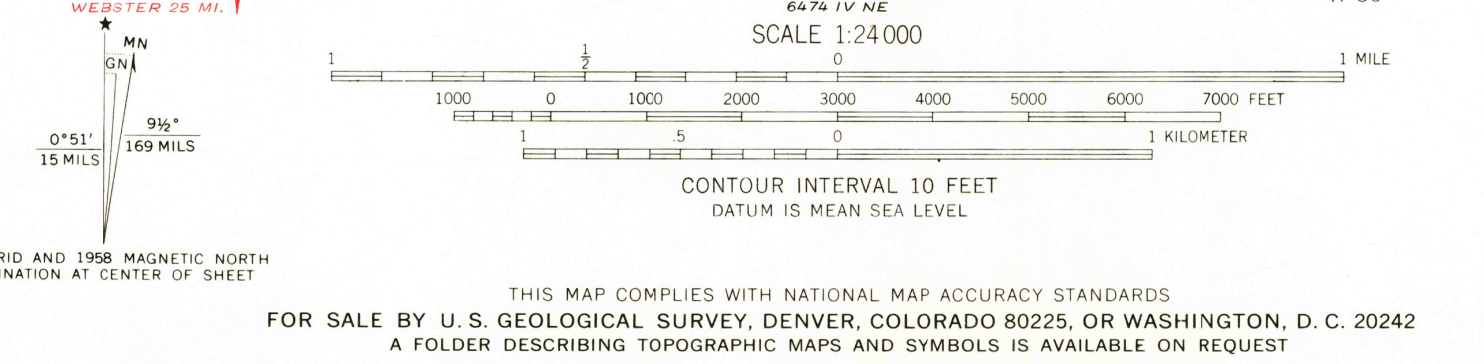 WEBSTER 25 MI.
6474 IV NE
SCALE 1:24 000
MN
GN
0°51'
15 MILS
9½°
169 MILS
1 ½ 0 1 MILE
1000 0 1000 2000 3000 4000 5000 6000 7000 FEET
1 .5 0 1 KILOMETER
CONTOUR INTERVAL 10 FEET
DATUM IS MEAN SEA LEVEL
RID AND 1958 MAGNETIC NORTH
INATION AT CENTER OF SHEET
THIS MAP COMPLIES WITH NATIONAL MAP ACCURACY STANDARDS
FOR SALE BY U. S. GEOLOGICAL SURVEY, DENVER, COLORADO 80225, OR WASHINGTON, D. C. 20242
A FOLDER DESCRIBING TOPOGRAPHIC MAPS AND SYMBOLS IS AVAILABLE ON REQUEST